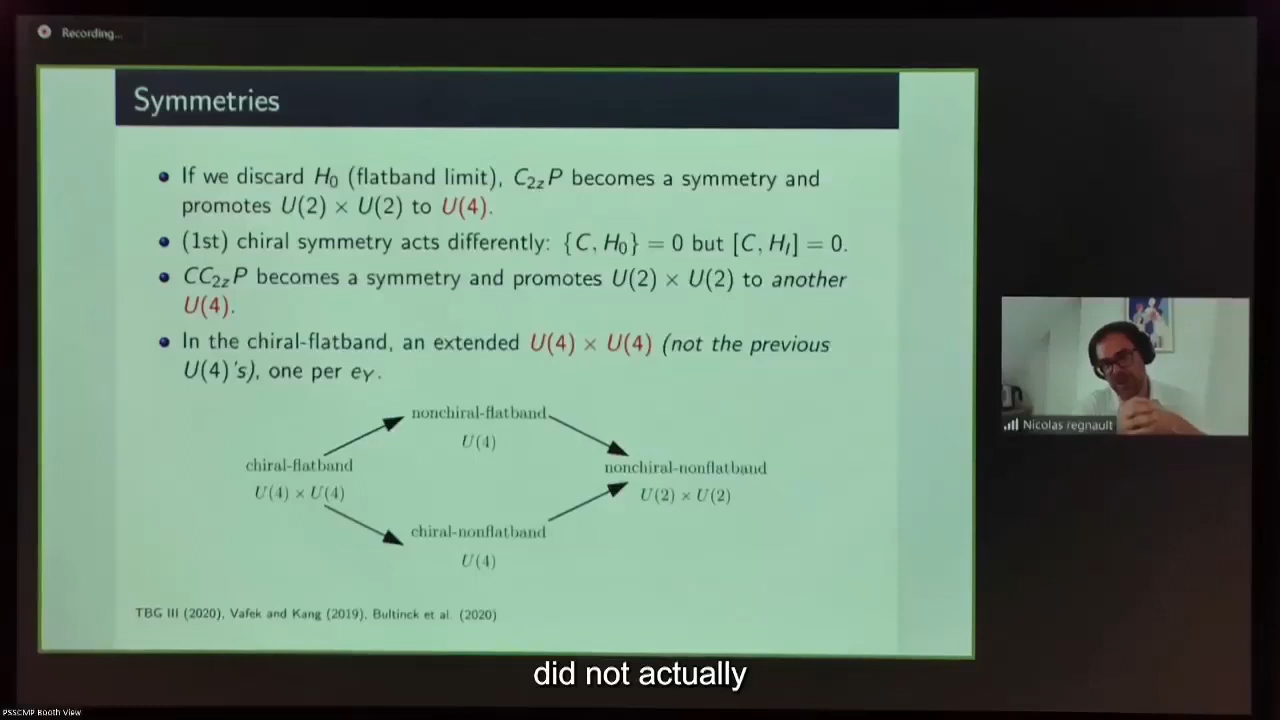 Recording...
Symmetries
If we discard H₀ (flatband limit), C₂zP becomes a symmetry and
promotes U(2) × U(2) to U(4).
(1st) chiral symmetry acts differently: {C, H₀} = 0 but [C, H_I] = 0.
CC₂zP becomes a symmetry and promotes U(2) × U(2) to another
U(4).
In the chiral-flatband, an extended U(4) × U(4) (not the previous
U(4)'s), one per e_Y.
nonchiral-flatband
U(4)
chiral-flatband
U(4) × U(4)
nonchiral-nonflatband
U(2) × U(2)
chiral-nonflatband
U(4)
Nicolas regnault
TBG III (2020), Vafek and Kang (2019), Bultinck et al. (2020)
did not actually
PSSCMP Booth View